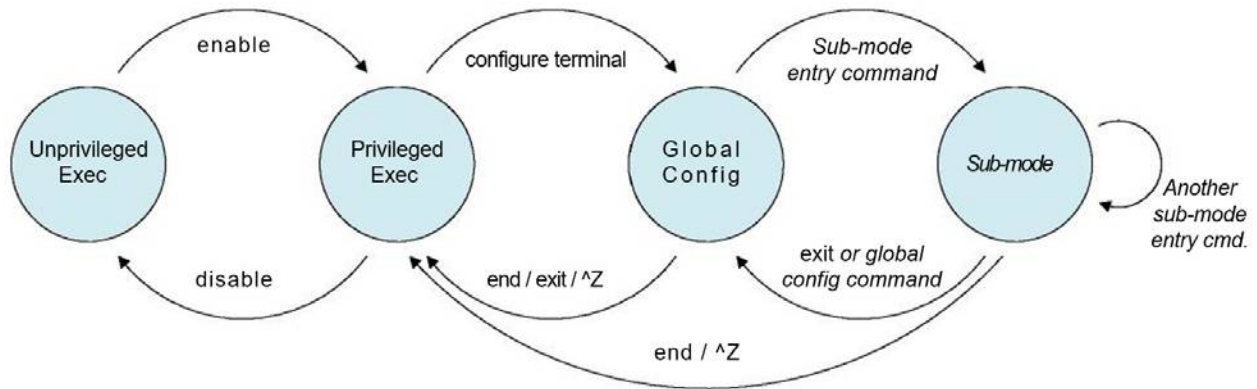 enable
configure terminal
Sub-mode
entry command
Unprivileged
Exec
Privileged
Exec
Global
Config
Sub-mode
Another
sub-mode
entry cmd.
disable
end / exit / ^Z
exit or global
config command
end / ^Z